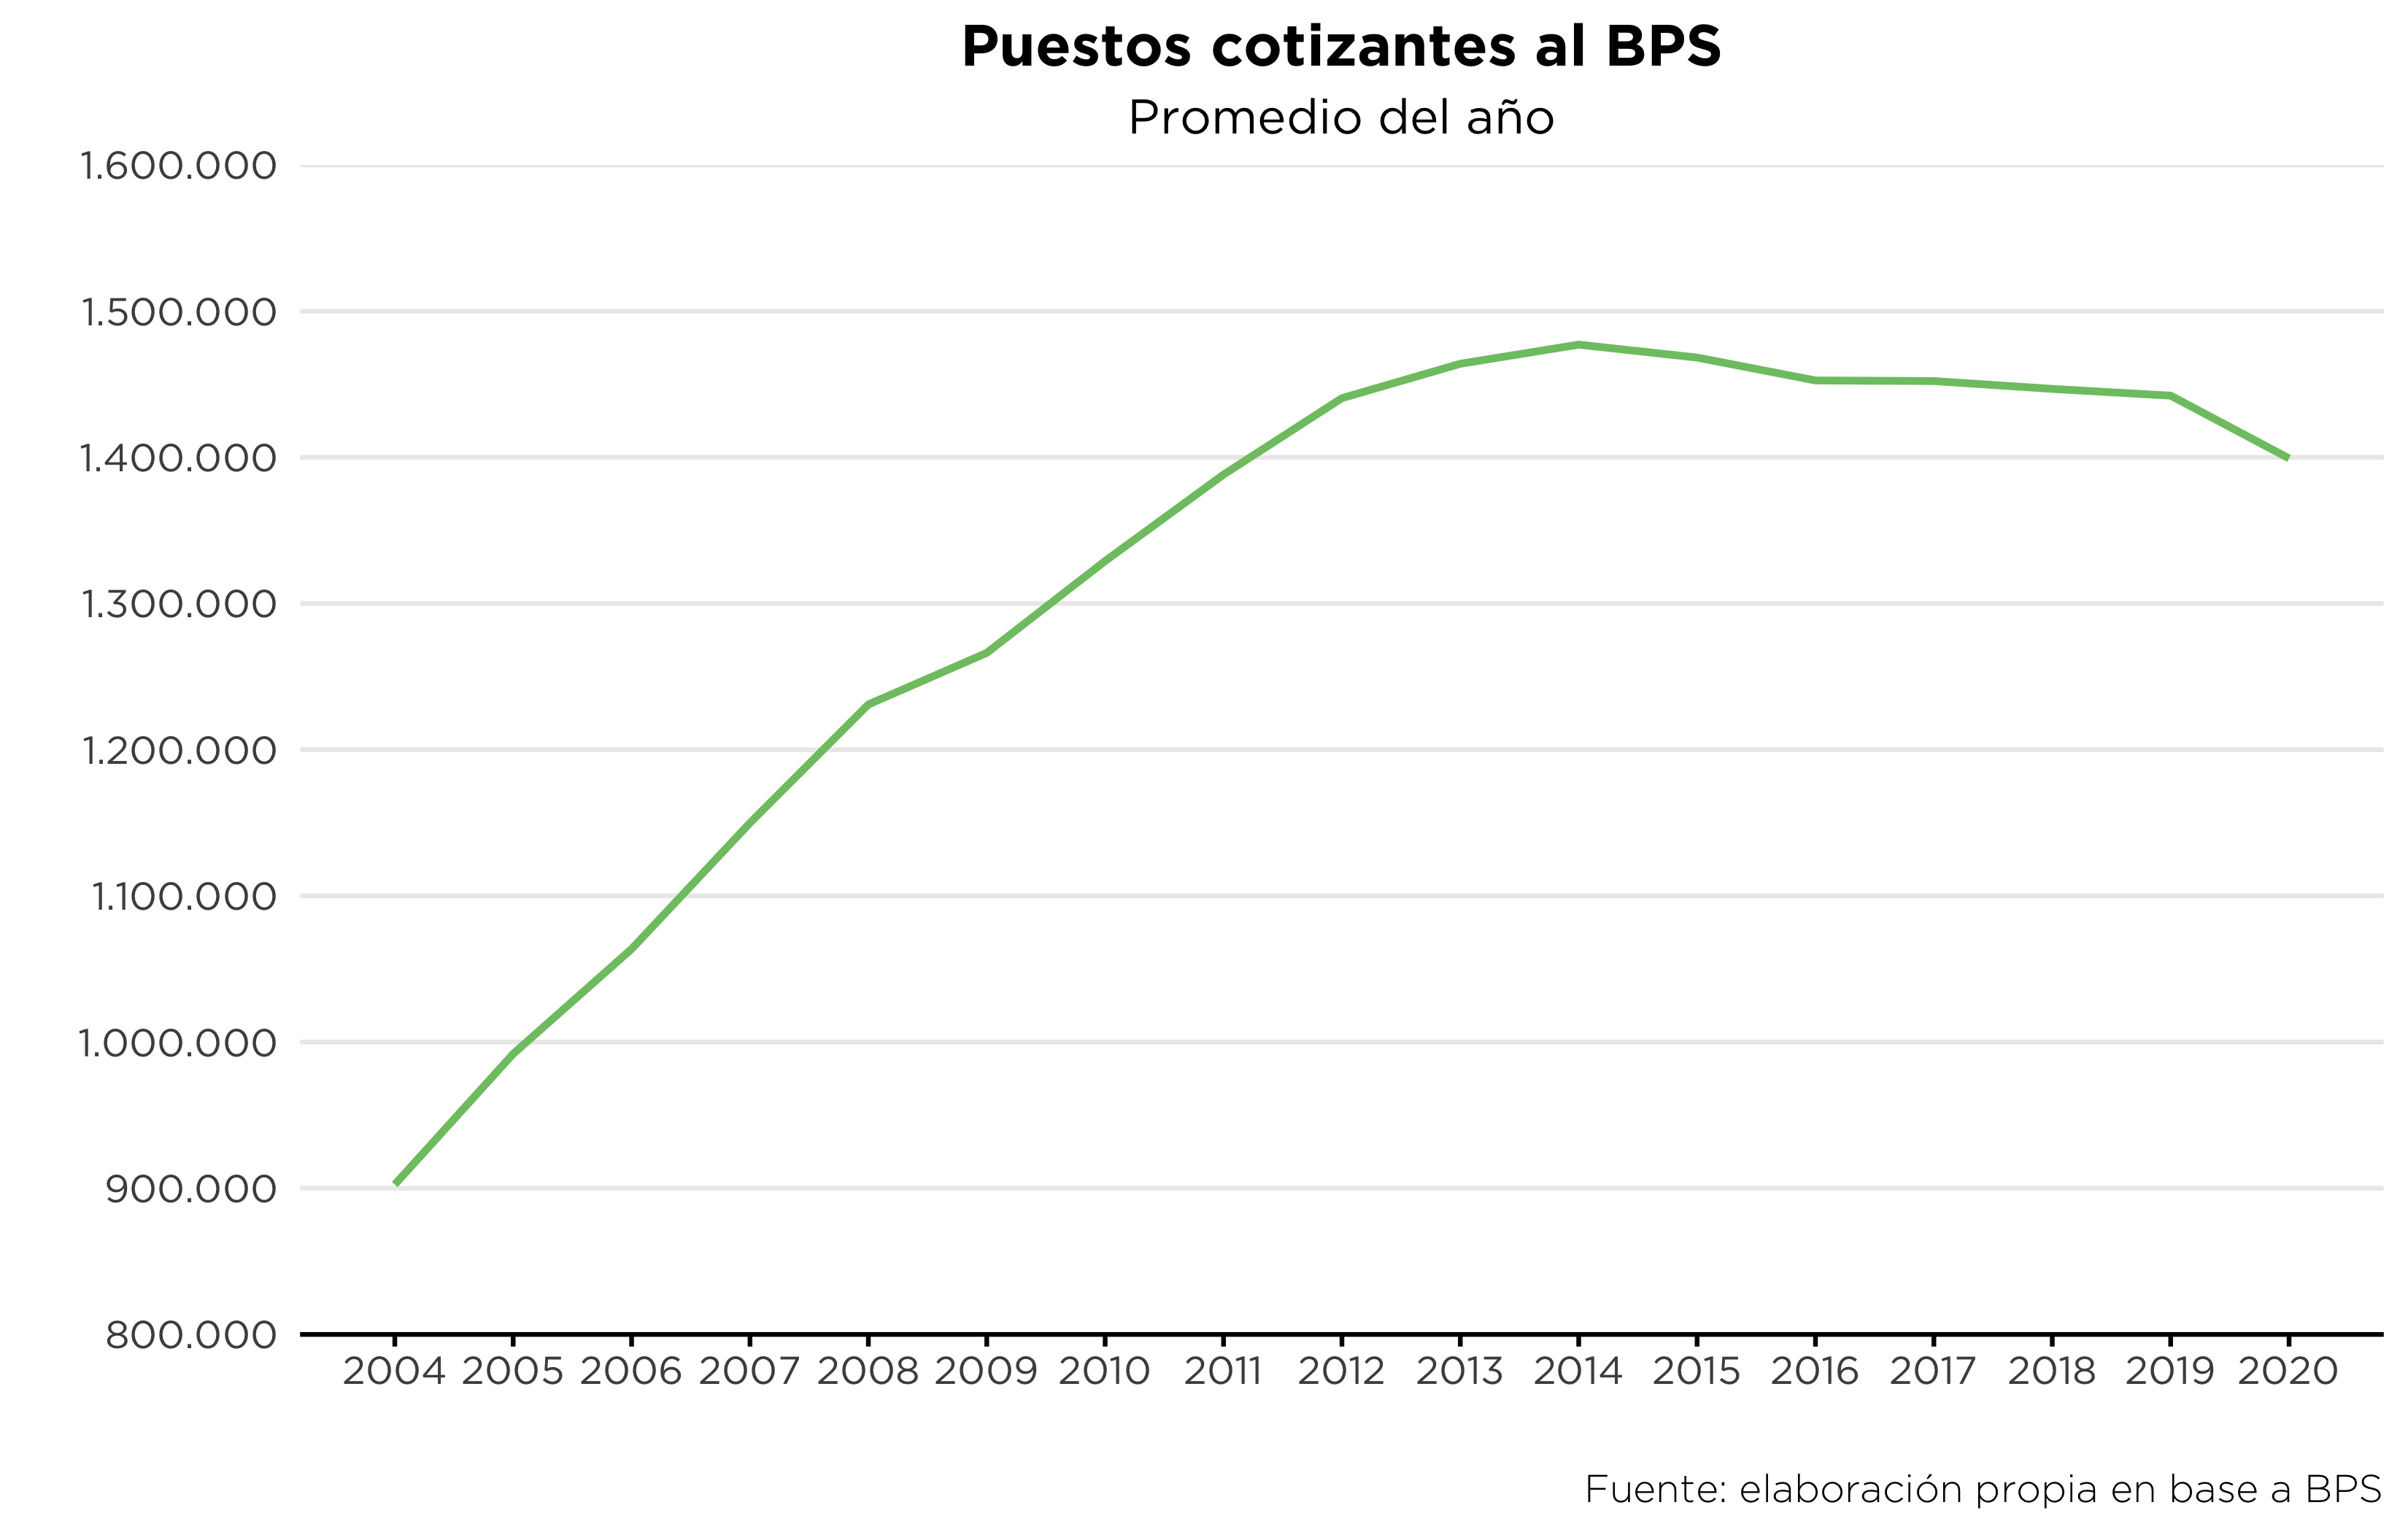 Puestos cotizantes al BPS
Promedio del año
1.600.000
1.500.000
1.400.000
1.300.000
1.200.000
1.100.000
1.000.000
900.000
800.000
2004 2005 2006 2007 2008 2009 2010 2011 2012 2013 2014 2015 2016 2017 2018 2019 2020
Fuente: elaboración propia en base a BPS